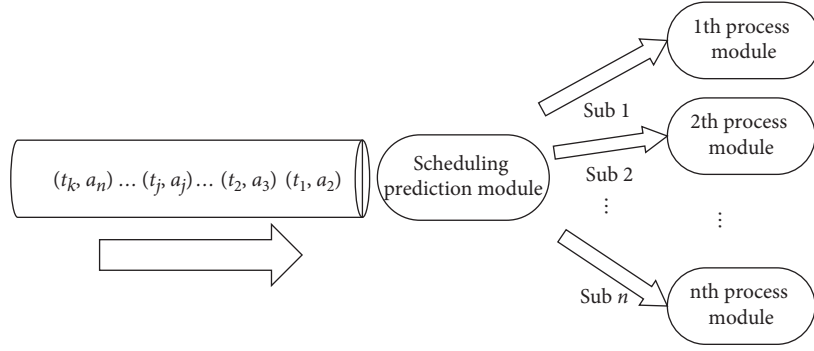 1th process
module
Sub 1
2th process
module
(t_k, a_n) … (t_j, a_j) … (t_2, a_3) (t_1, a_2)
Scheduling
prediction module
Sub 2
…
⋮
Sub n
nth process
module